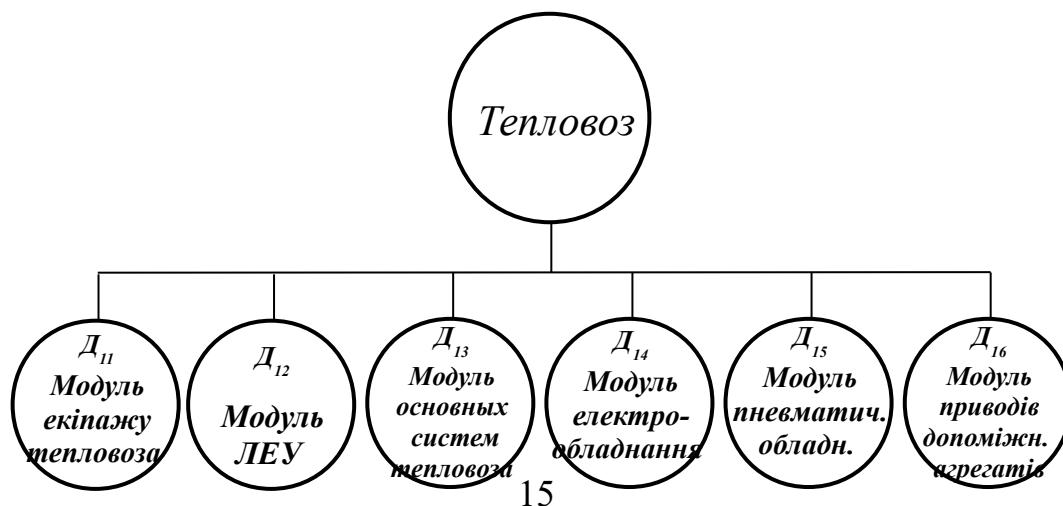 Тепловоз
Д11
Модуль
екіпажу
тепловоза
Д12
Модуль
ЛЕУ
Д13
Модуль
основных
систем
тепловоза
Д14
Модуль
електро-
обладнання
Д15
Модуль
пневматич.
обладн.
Д16
Модуль
приводів
допоміжн.
агрегатів
15